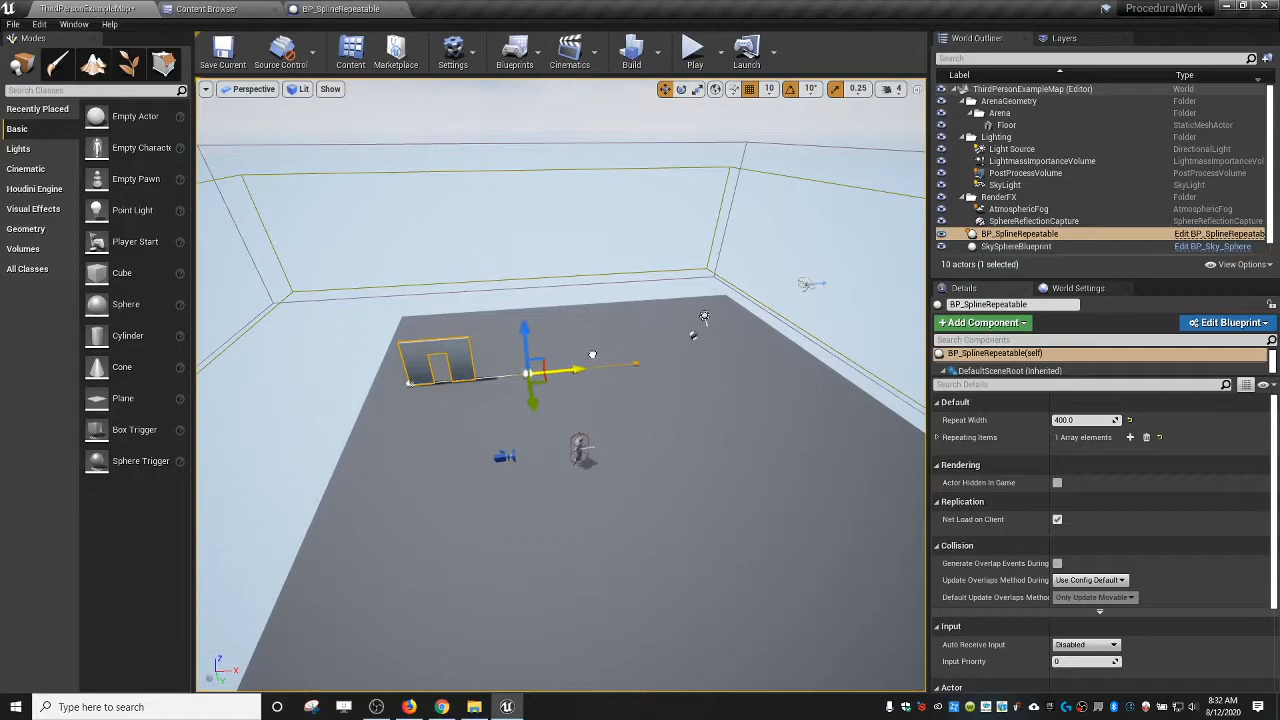 ThirdPersonExampleMap*
Content Browser
BP_SplineRepeatable
ProceduralWork
File Edit Window Help
Modes
Save Current
Source Control
Content
Marketplace
Settings
Blueprints
Cinematics
Build
Play
Launch
Search Classes
Recently Placed
Basic
Lights
Cinematic
Houdini Engine
Visual Effects
Geometry
Volumes
All Classes
Empty Actor
Empty Charact
Empty Pawn
Point Light
Player Start
Cube
Sphere
Cylinder
Cone
Plane
Box Trigger
Sphere Trigger
Perspective Lit Show
10 10° 0.25 4
Z
X
Y
World Outliner Layers
Search
Label Type
ThirdPersonExampleMap (Editor) World
ArenaGeometry Folder
Arena Folder
Floor StaticMeshActor
Lighting Folder
Light Source DirectionalLight
LightmassImportanceVolume LightmassImportanceVol
PostProcessVolume PostProcessVolume
SkyLight SkyLight
RenderFX Folder
AtmosphericFog AtmosphericFog
SphereReflectionCapture SphereReflectionCapture
BP_SplineRepeatable Edit BP_SplineRepeatab
SkySphereBlueprint Edit BP_Sky_Sphere
10 actors (1 selected) View Options
Details World Settings
BP_SplineRepeatable
+ Add Component Edit Blueprint
Search Components
BP_SplineRepeatable(self)
DefaultSceneRoot (Inherited)
Search Details
Default
Repeat Width 400.0
Repeating Items 1 Array elements
Rendering
Actor Hidden In Game
Replication
Net Load on Client
Collision
Generate Overlap Events During
Update Overlaps Method During Use Config Default
Default Update Overlaps Metho Only Update Movable
Input
Auto Receive Input Disabled
Input Priority 0
Actor
Type here to search
8:32 AM
8/12/2020